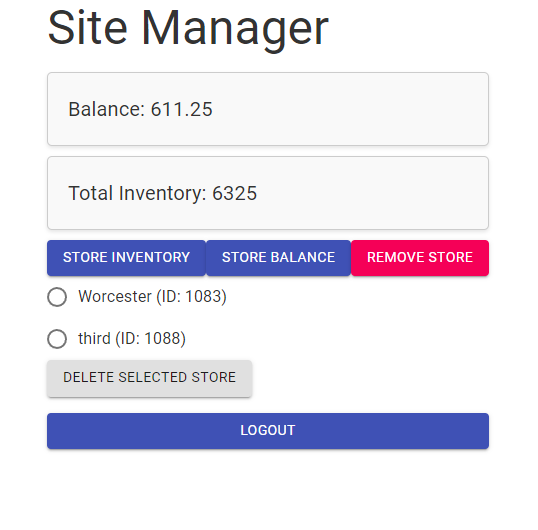 Site Manager
Balance: 611.25
Total Inventory: 6325
STORE INVENTORY STORE BALANCE REMOVE STORE
Worcester (ID: 1083)
third (ID: 1088)
DELETE SELECTED STORE
LOGOUT